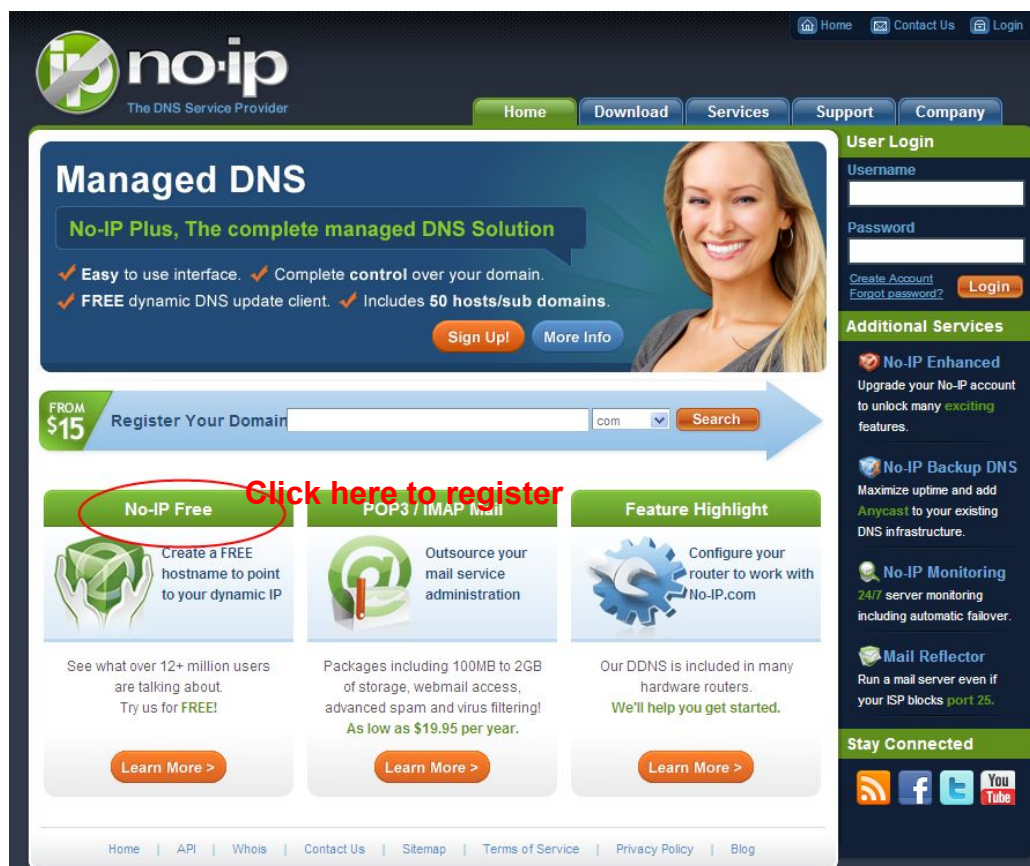 Home Contact Us Login
ip no·ip
The DNS Service Provider
Home Download Services Support Company
Managed DNS
No-IP Plus, The complete managed DNS Solution
Easy to use interface. Complete control over your domain.
FREE dynamic DNS update client. Includes 50 hosts/sub domains.
Sign Up! More Info
FROM
$15
Register Your Domain
com
Search
Click here to register
No-IP Free
Create a FREE
hostname to point
to your dynamic IP
See what over 12+ million users
are talking about.
Try us for FREE!
Learn More >
POP3 / IMAP Mail
Outsource your
mail service
administration
Packages including 100MB to 2GB
of storage, webmail access,
advanced spam and virus filtering!
As low as $19.95 per year.
Learn More >
Feature Highlight
Configure your
router to work with
No-IP.com
Our DDNS is included in many
hardware routers.
We'll help you get started.
Learn More >
User Login
Username
Password
Create Account
Forgot password?
Login
Additional Services
No-IP Enhanced
Upgrade your No-IP account
to unlock many exciting
features.
No-IP Backup DNS
Maximize uptime and add
Anycast to your existing
DNS infrastructure.
No-IP Monitoring
24/7 server monitoring
including automatic failover.
Mail Reflector
Run a mail server even if
your ISP blocks port 25.
Stay Connected
f t You
Tube
Home | API | Whois | Contact Us | Sitemap | Terms of Service | Privacy Policy | Blog